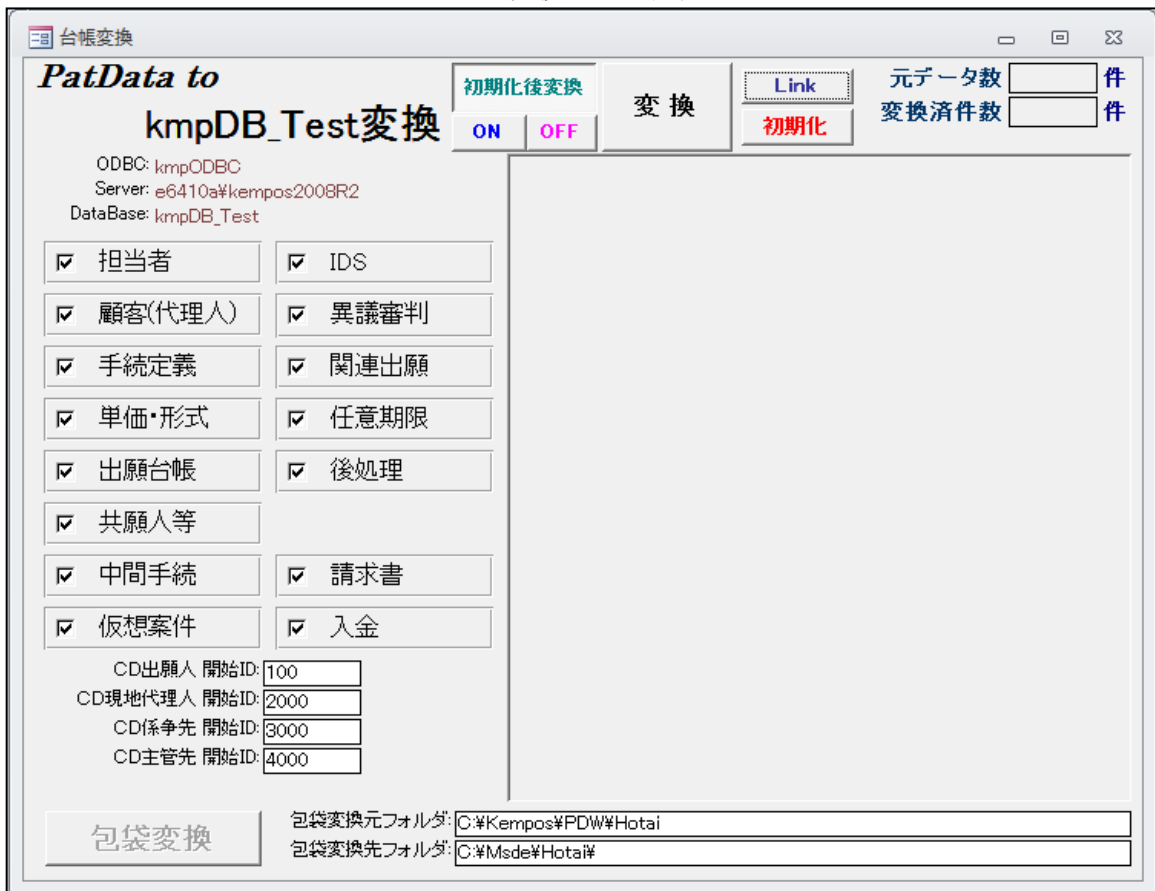 台帳変換
PatData to
kmpDB_Test変換
初期化後変換
ON OFF
変 換
Link
初期化
元データ数 件
変換済件数 件
ODBC: kmpODBC
Server: e6410a¥kempos2008R2
DataBase: kmpDB_Test
担当者 IDS
顧客(代理人) 異議審判
手続定義 関連出願
単価・形式 任意期限
出願台帳 後処理
共願人等
中間手続 請求書
仮想案件 入金
CD出願人 開始ID: 100
CD現地代理人 開始ID: 2000
CD係争先 開始ID: 3000
CD主管先 開始ID: 4000
包袋変換
包袋変換元フォルダ: C:¥Kempos¥PDW¥Hotai
包袋変換先フォルダ: C:¥Msde¥Hotai¥